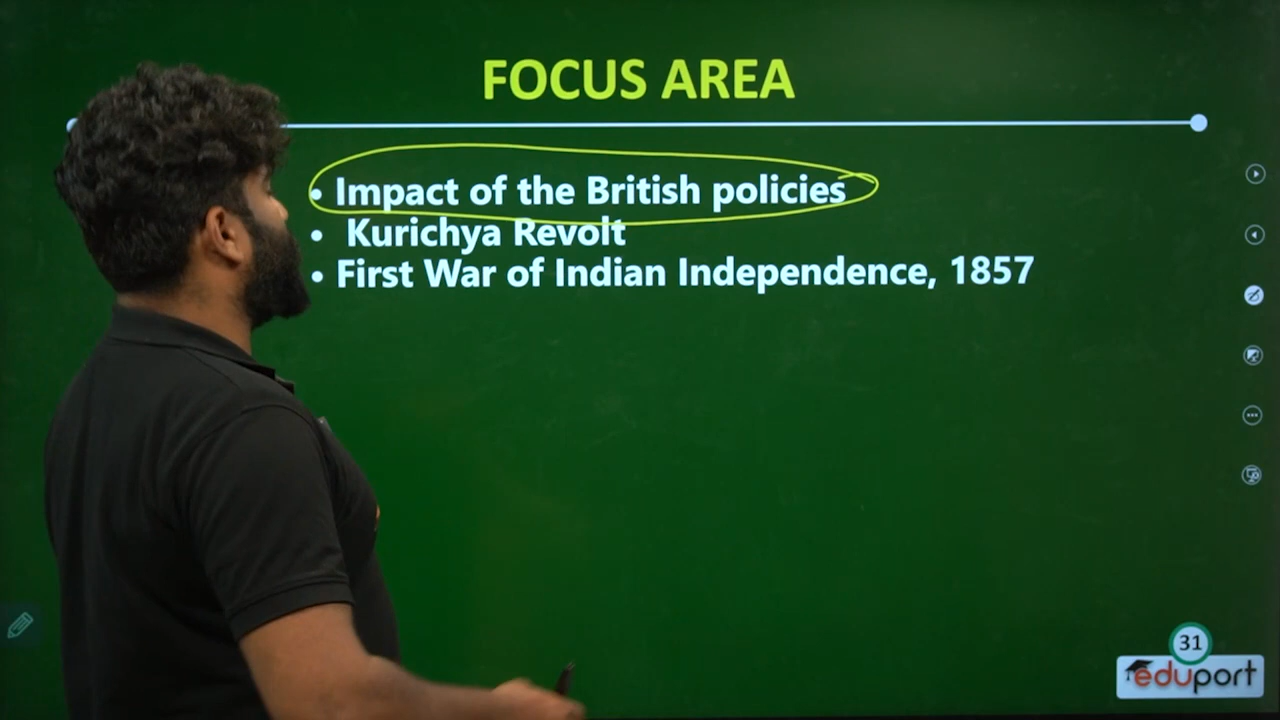 FOCUS AREA
• Impact of the British policies
• Kurichya Revolt
• First War of Indian Independence, 1857
31
eduport